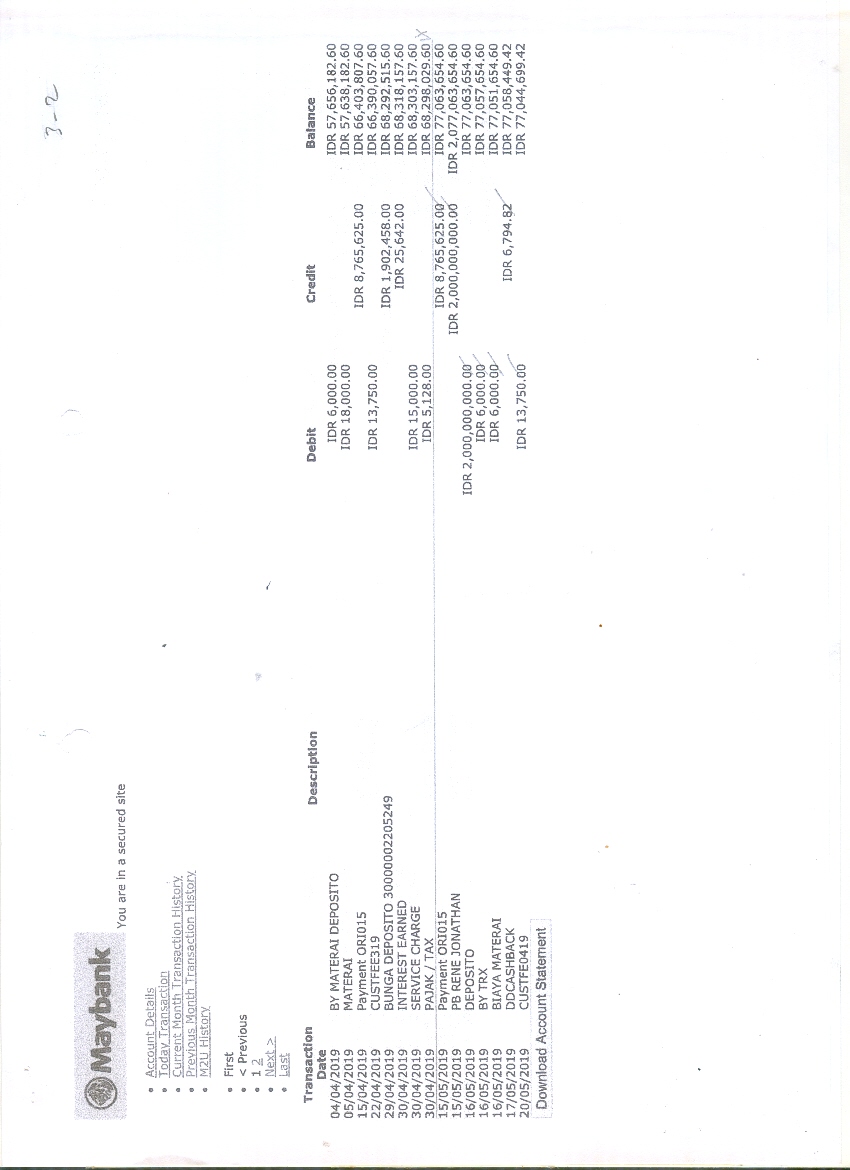 3-2
Maybank
You are in a secured site
Account Details
Today Transaction
Current Month Transaction History
Previous Month Transaction History
M2U History
First
< Previous
1 2
Next >
Last
Transaction Date Description Debit Credit Balance
04/04/2019 BY MATERAI DEPOSITO IDR 6,000.00 IDR 57,656,182.60
05/04/2019 MATERAI IDR 18,000.00 IDR 57,638,182.60
15/04/2019 Payment ORI015 IDR 8,765,625.00 IDR 66,403,807.60
22/04/2019 CUSTFEE319 IDR 13,750.00 IDR 66,390,057.60
29/04/2019 BUNGA DEPOSITO 30000002205249 IDR 1,902,458.00 IDR 68,292,515.60
30/04/2019 INTEREST EARNED IDR 25,642.00 IDR 68,318,157.60
30/04/2019 SERVICE CHARGE IDR 15,000.00 IDR 68,303,157.60
30/04/2019 PAJAK / TAX IDR 5,128.00 IDR 68,298,029.60
15/05/2019 Payment ORI015 IDR 8,765,625.00 IDR 77,063,654.60
15/05/2019 PB RENE JONATHAN IDR 2,000,000,000.00 IDR 2,077,063,654.60
16/05/2019 DEPOSITO IDR 2,000,000,000.00 IDR 77,063,654.60
16/05/2019 BY TRX IDR 6,000.00 IDR 77,057,654.60
16/05/2019 BIAYA MATERAI IDR 6,000.00 IDR 77,051,654.60
17/05/2019 DDCASHBACK IDR 6,794.82 IDR 77,058,449.42
20/05/2019 CUSTFE0419 IDR 13,750.00 IDR 77,044,699.42
Download Account Statement